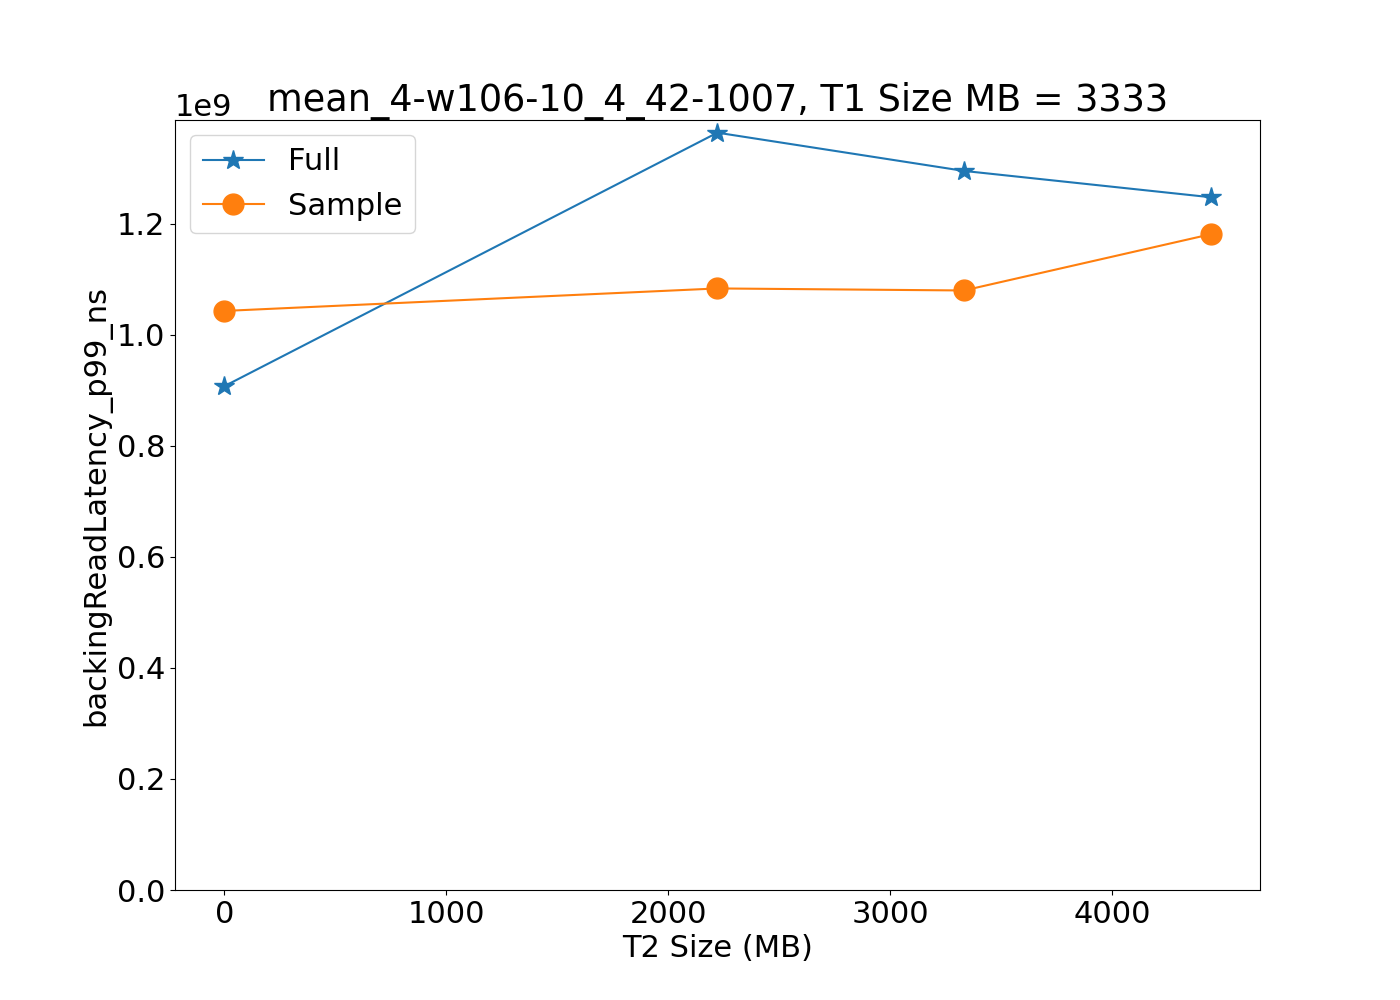 1e9
mean_4-w106-10_4_42-1007, T1 Size MB = 3333
Full
Sample
1.2
1.0
0.8
0.6
0.4
0.2
0.0
backingReadLatency_p99_ns
0 1000 2000 3000 4000
T2 Size (MB)